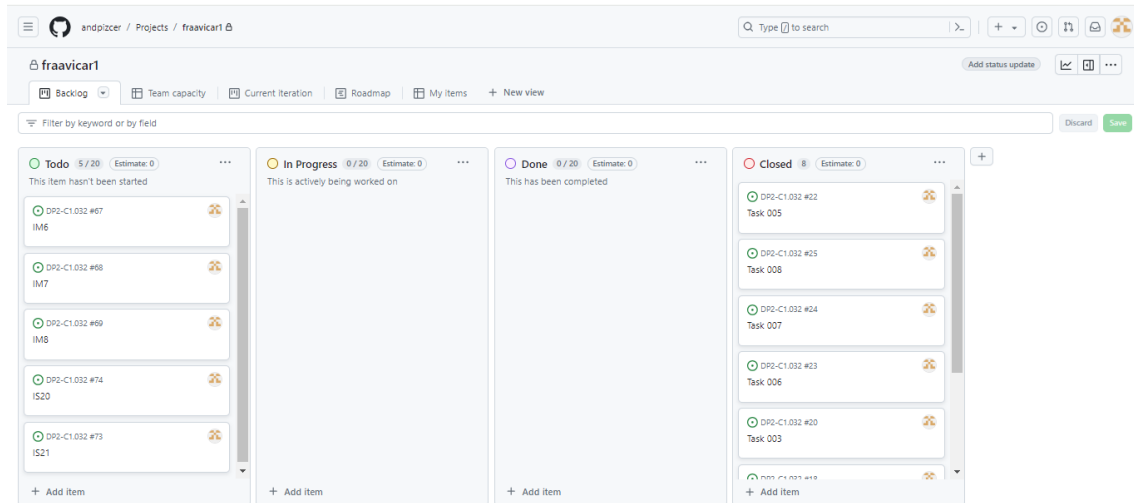 andpizcer / Projects / fraavicar1
Type / to search
fraavicar1
Add status update
Backlog
Team capacity
Current iteration
Roadmap
My items
+ New view
Filter by keyword or by field
Discard
Save
Todo 5 / 20 Estimate: 0
This item hasn't been started
DP2-C1.032 #67
IM6
DP2-C1.032 #68
IM7
DP2-C1.032 #69
IM8
DP2-C1.032 #74
IS20
DP2-C1.032 #73
IS21
+ Add item
In Progress 0 / 20 Estimate: 0
This is actively being worked on
+ Add item
Done 0 / 20 Estimate: 0
This has been completed
+ Add item
Closed 8 Estimate: 0
DP2-C1.032 #22
Task 005
DP2-C1.032 #25
Task 008
DP2-C1.032 #24
Task 007
DP2-C1.032 #23
Task 006
DP2-C1.032 #20
Task 003
DP2-C1.032 #18
+ Add item